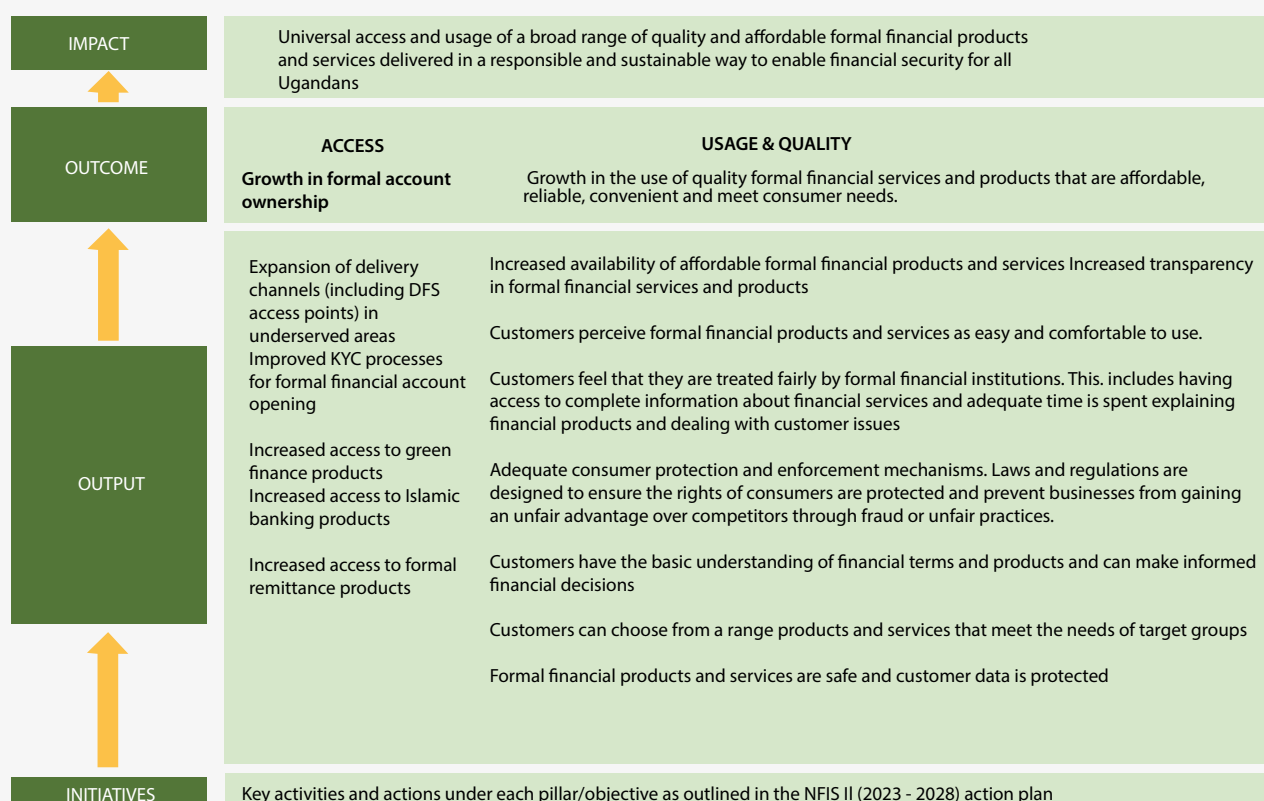 IMPACT
Universal access and usage of a broad range of quality and affordable formal financial products
and services delivered in a responsible and sustainable way to enable financial security for all
Ugandans
OUTCOME
ACCESS
Growth in formal account
ownership
USAGE & QUALITY
Growth in the use of quality formal financial services and products that are affordable,
reliable, convenient and meet consumer needs.
OUTPUT
Expansion of delivery
channels (including DFS
access points) in
underserved areas
Improved KYC processes
for formal financial account
opening
Increased access to green
finance products
Increased access to Islamic
banking products
Increased access to formal
remittance products
Increased availability of affordable formal financial products and services Increased transparency
in formal financial services and products
Customers perceive formal financial products and services as easy and comfortable to use.
Customers feel that they are treated fairly by formal financial institutions. This. includes having
access to complete information about financial services and adequate time is spent explaining
financial products and dealing with customer issues
Adequate consumer protection and enforcement mechanisms. Laws and regulations are
designed to ensure the rights of consumers are protected and prevent businesses from gaining
an unfair advantage over competitors through fraud or unfair practices.
Customers have the basic understanding of financial terms and products and can make informed
financial decisions
Customers can choose from a range products and services that meet the needs of target groups
Formal financial products and services are safe and customer data is protected
INITIATIVES
Key activities and actions under each pillar/objective as outlined in the NFIS II (2023 - 2028) action plan